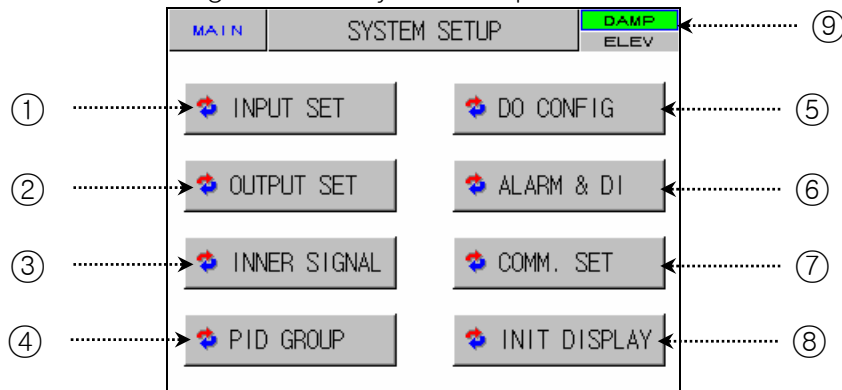 MAIN SYSTEM SETUP DAMP ⑨
ELEV
① INPUT SET DO CONFIG ⑤
② OUTPUT SET ALARM & DI ⑥
③ INNER SIGNAL COMM. SET ⑦
④ PID GROUP INIT DISPLAY ⑧